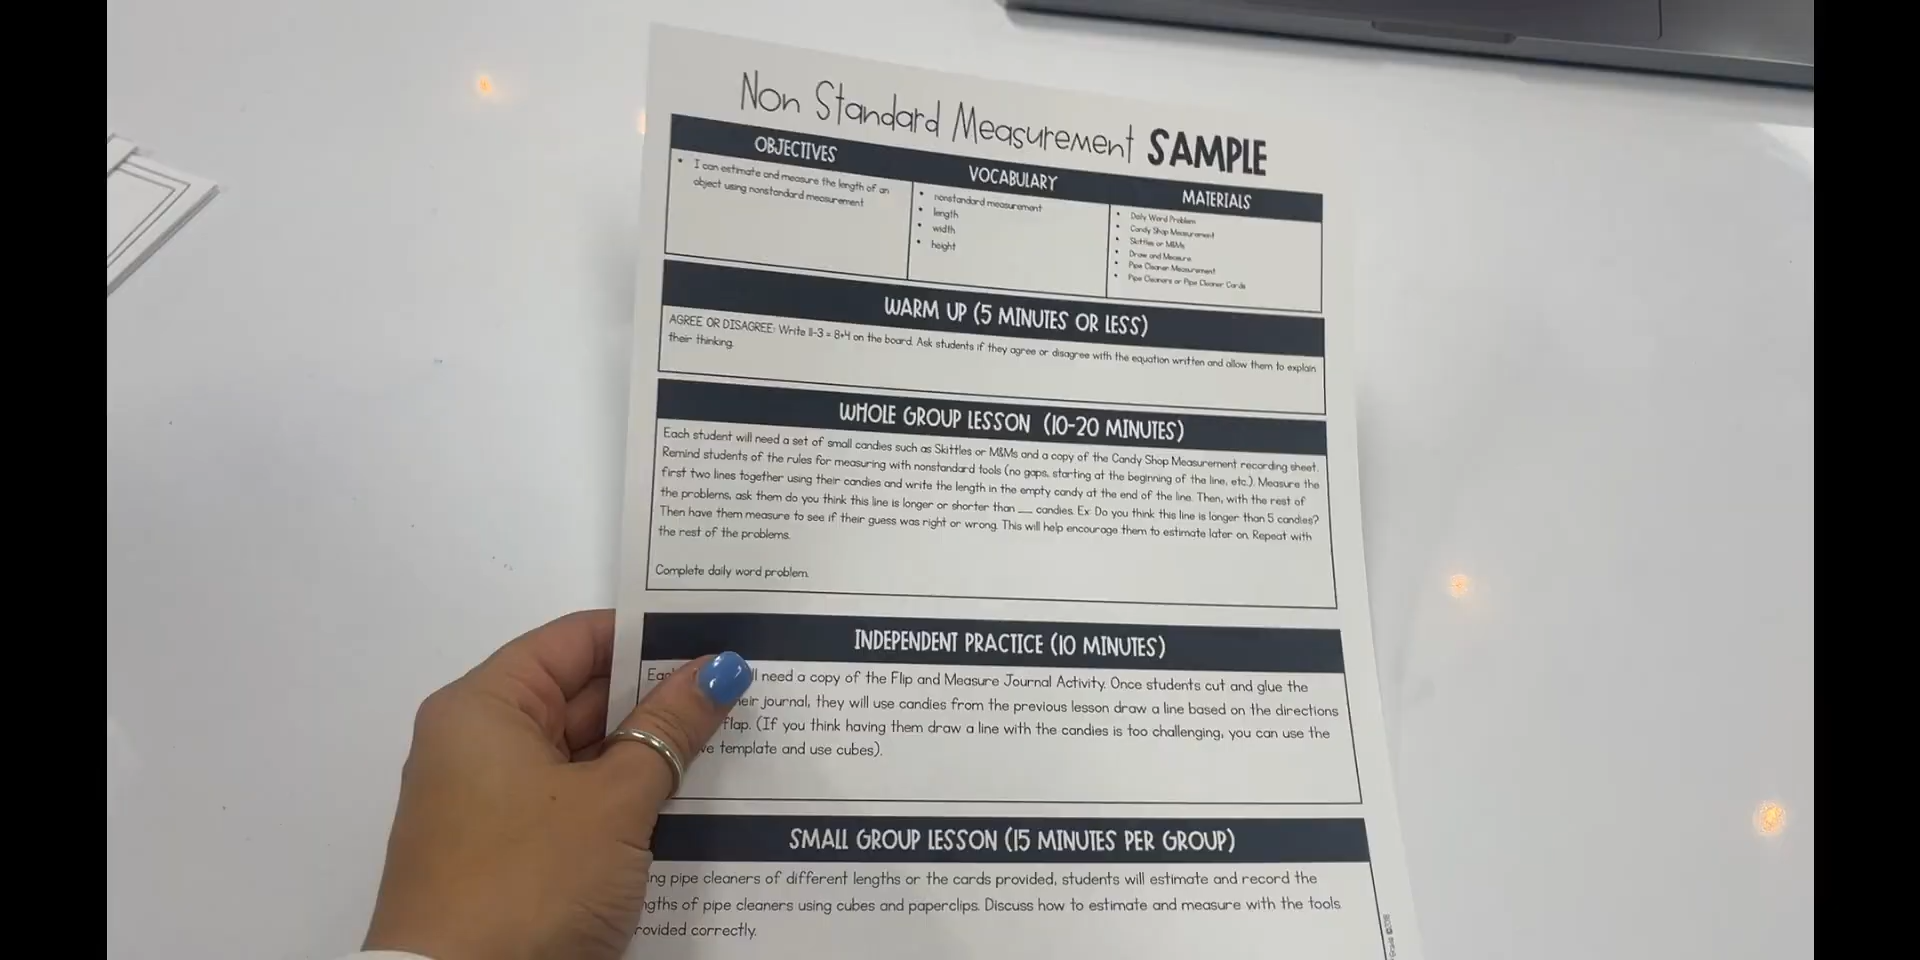 Non Standard Measurement SAMPLE
OBJECTIVES
• I can estimate and measure the length of an
object using nonstandard measurement
VOCABULARY
• nonstandard measurement
• length
• width
• height
MATERIALS
• Daily Word Problem
• Candy Shop Measurement
• Skittles or M&Ms
• Draw and Measure
• Pipe Cleaner Measurement
• Pipe Cleaners or Pipe Cleaner Cards
WARM UP (5 MINUTES OR LESS)
AGREE OR DISAGREE: Write 11-3 = 8+4 on the board. Ask students if they agree or disagree with the equation written and allow them to explain
their thinking.
WHOLE GROUP LESSON (10-20 MINUTES)
Each student will need a set of small candies such as Skittles or M&Ms and a copy of the Candy Shop Measurement recording sheet.
Remind students of the rules for measuring with nonstandard tools (no gaps, starting at the beginning of the line, etc.). Measure the
first two lines together using their candies and write the length in the empty candy at the end of the line. Then, with the rest of
the problems, ask them do you think this line is longer or shorter than ___ candies. Ex: Do you think this line is longer than 5 candies?
Then have them measure to see if their guess was right or wrong. This will help encourage them to estimate later on. Repeat with
the rest of the problems.
Complete daily word problem.
INDEPENDENT PRACTICE (10 MINUTES)
need a copy of the Flip and Measure Journal Activity. Once students cut and glue the
journal, they will use candies from the previous lesson draw a line based on the directions
flap. (If you think having them draw a line with the candies is too challenging, you can use the
template and use cubes).
SMALL GROUP LESSON (15 MINUTES PER GROUP)
pipe cleaners of different lengths or the cards provided, students will estimate and record the
of pipe cleaners using cubes and paperclips. Discuss how to estimate and measure with the tools
correctly.